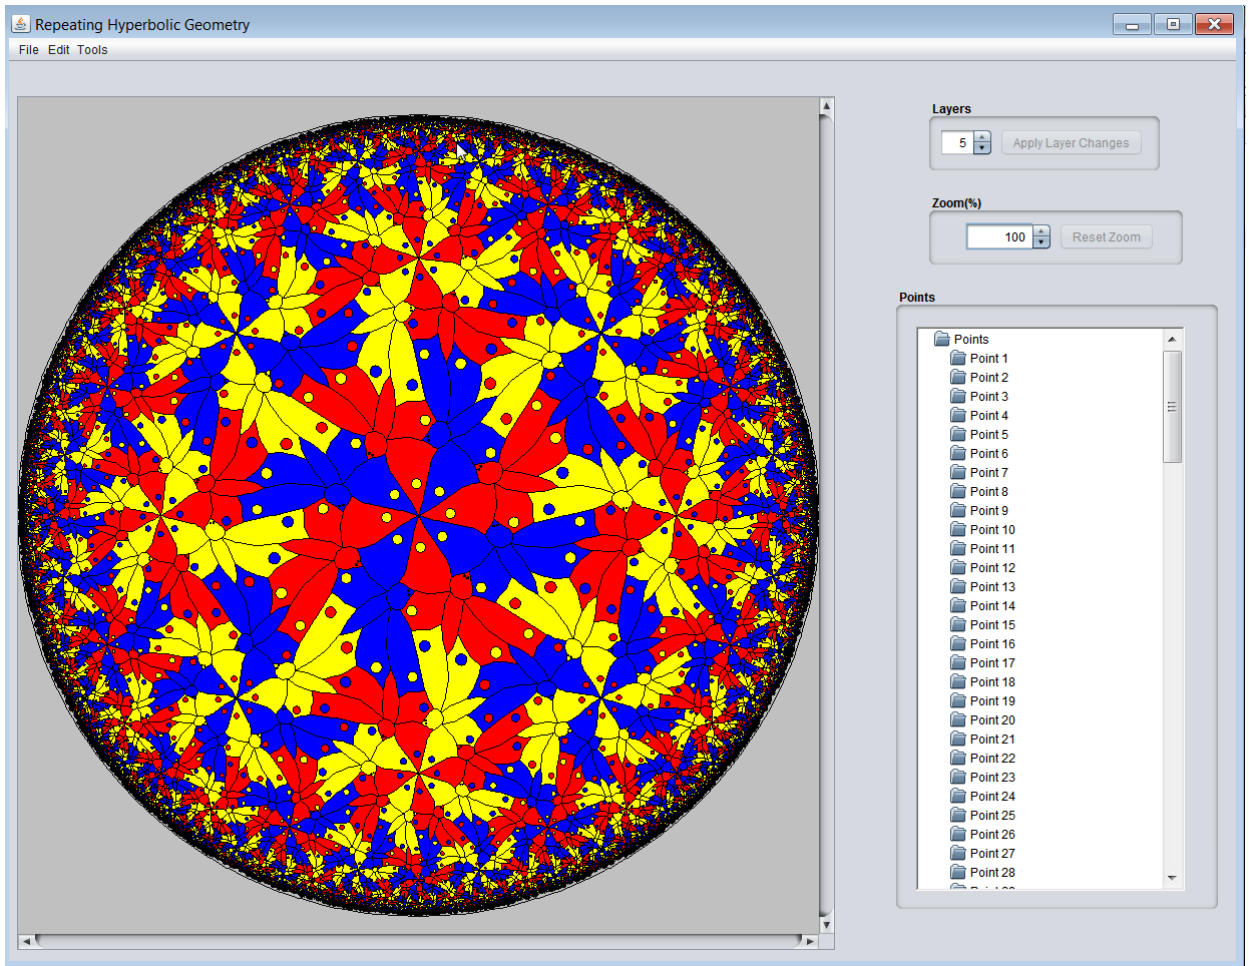 Repeating Hyperbolic Geometry
File Edit Tools
Layers
5 Apply Layer Changes
Zoom(%)
100 Reset Zoom
Points
Points
Point 1
Point 2
Point 3
Point 4
Point 5
Point 6
Point 7
Point 8
Point 9
Point 10
Point 11
Point 12
Point 13
Point 14
Point 15
Point 16
Point 17
Point 18
Point 19
Point 20
Point 21
Point 22
Point 23
Point 24
Point 25
Point 26
Point 27
Point 28